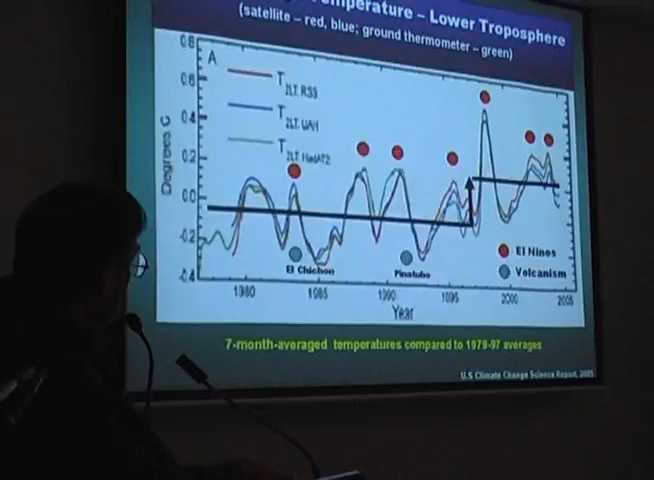 Temperature – Lower Troposphere
(satellite – red, blue; ground thermometer – green)
A
T2LT, RSS
T2LT, UAH
T2LT, HadAT2
Degrees C
0.8
0.6
0.4
0.2
0.0
-0.2
-0.4
El Chichon
Pinatubo
El Ninos
Volcanism
1980 1985 1990 1995 2000 2005
Year
7-month-averaged temperatures compared to 1979-97 averages
U.S Climate Change Science Report, 2005